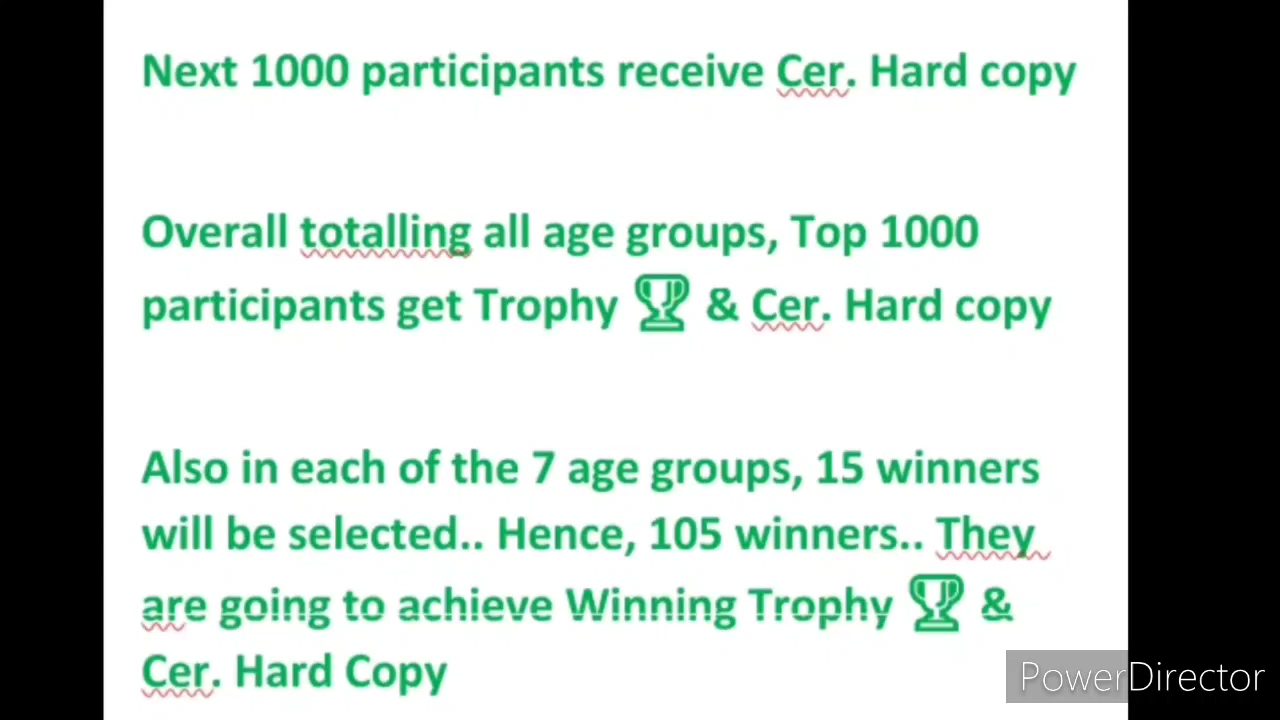 Next 1000 participants receive Cer. Hard copy
Overall totalling all age groups, Top 1000
participants get Trophy 🏆 & Cer. Hard copy
Also in each of the 7 age groups, 15 winners
will be selected.. Hence, 105 winners.. They
are going to achieve Winning Trophy 🏆 &
Cer. Hard Copy
PowerDirector